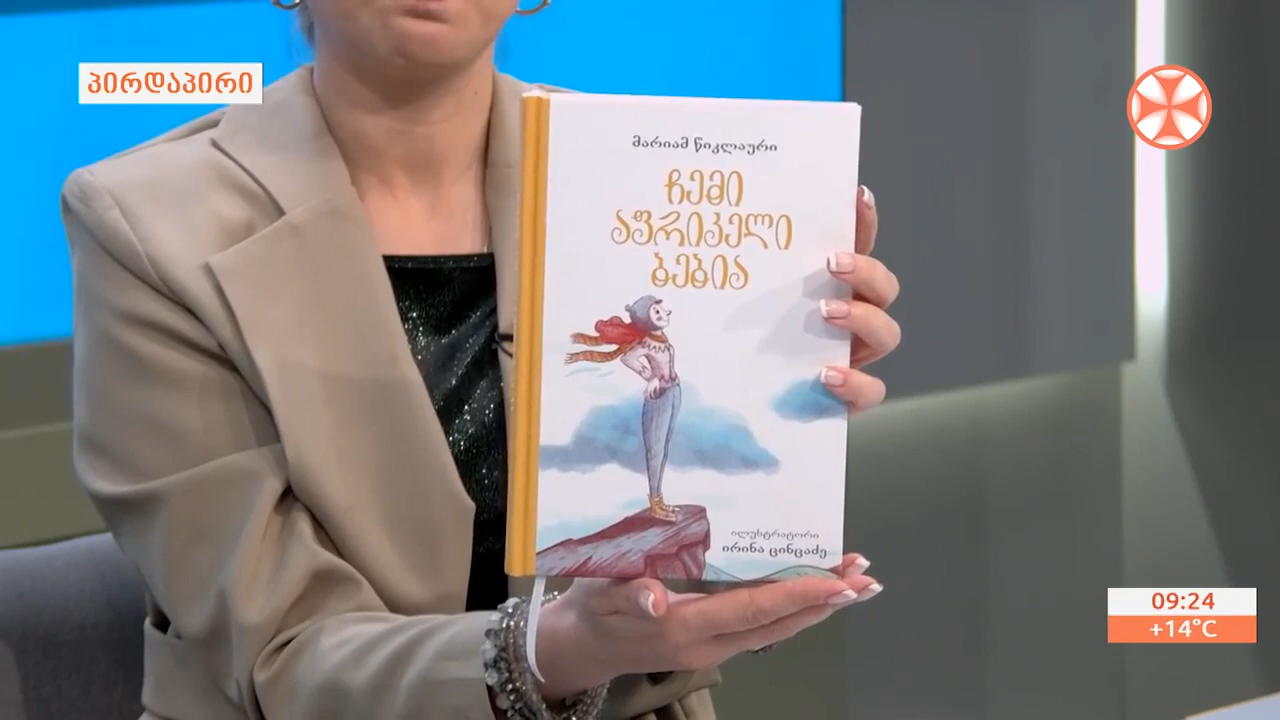 პირდაპირი
მარიამ წიკლაური
ჩემი
აფრიკელი
ბებია
ილუსტრატორი
ირინა ცინცაძე
09:24
+14°C